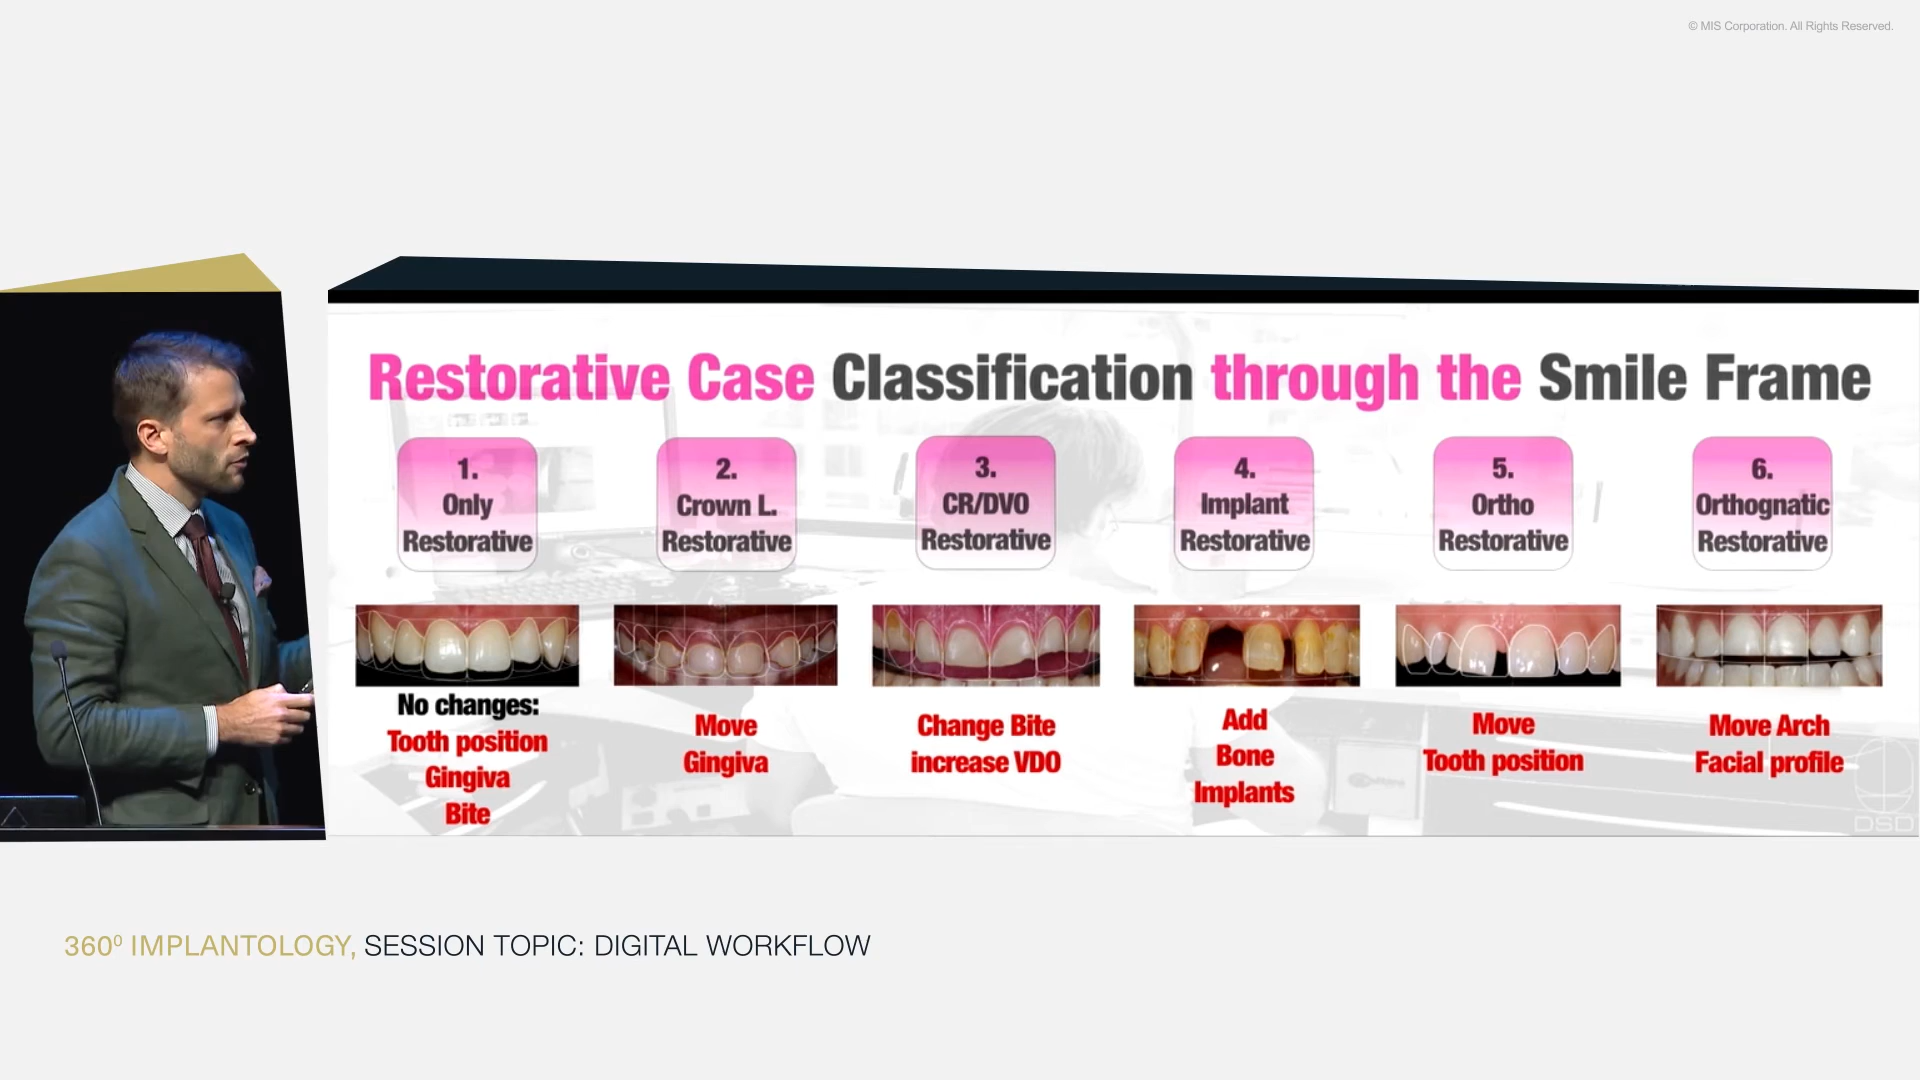 © MIS Corporation. All Rights Reserved.
Restorative Case Classification through the Smile Frame
1.
Only
Restorative
2.
Crown L.
Restorative
3.
CR/DVO
Restorative
4.
Implant
Restorative
5.
Ortho
Restorative
6.
Orthognatic
Restorative
No changes:
Tooth position
Gingiva
Bite
Move
Gingiva
Change Bite
increase VDO
Add
Bone
Implants
Move
Tooth position
Move Arch
Facial profile
DSD
360⁰ IMPLANTOLOGY, SESSION TOPIC: DIGITAL WORKFLOW